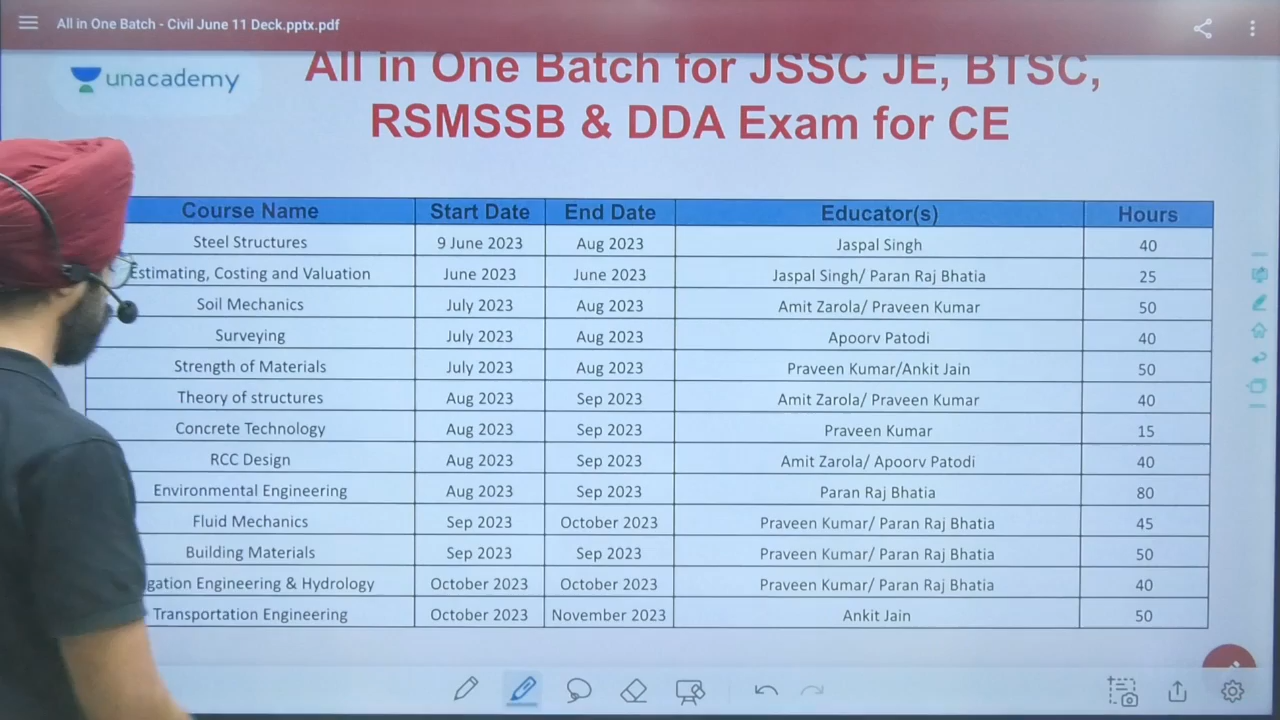 All in One Batch - Civil June 11 Deck.pptx.pdf
unacademy
All in One Batch for JSSC JE, BTSC,
RSMSSB & DDA Exam for CE
Course Name Start Date End Date Educator(s) Hours
Steel Structures 9 June 2023 Aug 2023 Jaspal Singh 40
Estimating, Costing and Valuation June 2023 June 2023 Jaspal Singh/ Paran Raj Bhatia 25
Soil Mechanics July 2023 Aug 2023 Amit Zarola/ Praveen Kumar 50
Surveying July 2023 Aug 2023 Apoorv Patodi 40
Strength of Materials July 2023 Aug 2023 Praveen Kumar/Ankit Jain 50
Theory of structures Aug 2023 Sep 2023 Amit Zarola/ Praveen Kumar 40
Concrete Technology Aug 2023 Sep 2023 Praveen Kumar 15
RCC Design Aug 2023 Sep 2023 Amit Zarola/ Apoorv Patodi 40
Environmental Engineering Aug 2023 Sep 2023 Paran Raj Bhatia 80
Fluid Mechanics Sep 2023 October 2023 Praveen Kumar/ Paran Raj Bhatia 45
Building Materials Sep 2023 Sep 2023 Praveen Kumar/ Paran Raj Bhatia 50
gation Engineering & Hydrology October 2023 October 2023 Praveen Kumar/ Paran Raj Bhatia 40
Transportation Engineering October 2023 November 2023 Ankit Jain 50